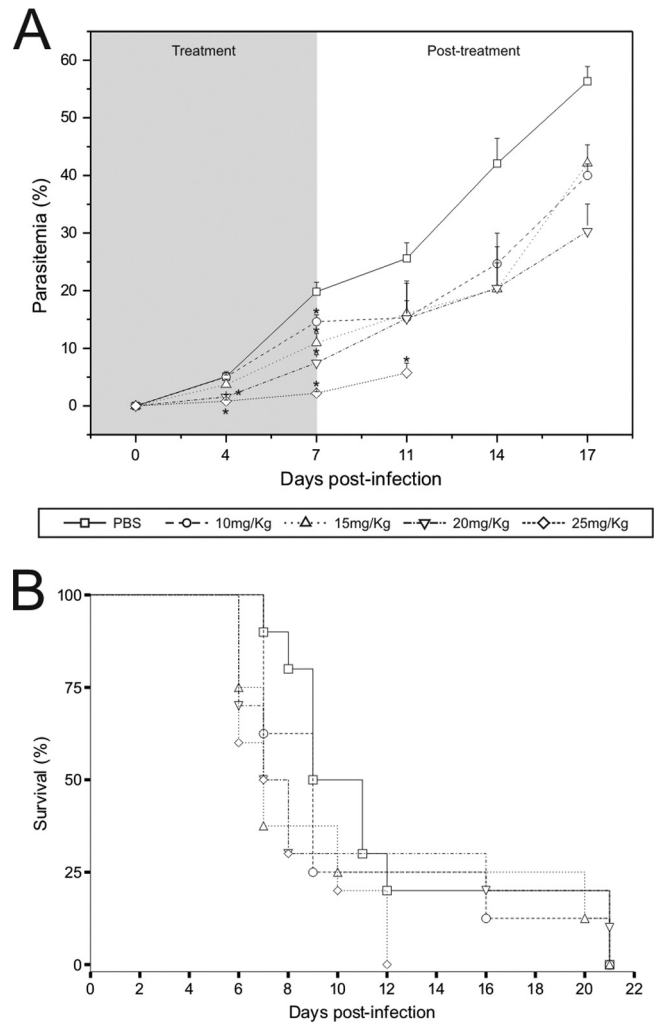 A
Treatment
Post-treatment
Parasitemia (%)
60
50
40
30
20
10
0
*
*
*
*
*
*
*
0
4
7
11
14
17
Days post-infection
PBS
10mg/Kg
15mg/Kg
20mg/Kg
25mg/Kg
B
Survival (%)
100
75
50
25
0
0
2
4
6
8
10
12
14
16
18
20
22
Days post-infection